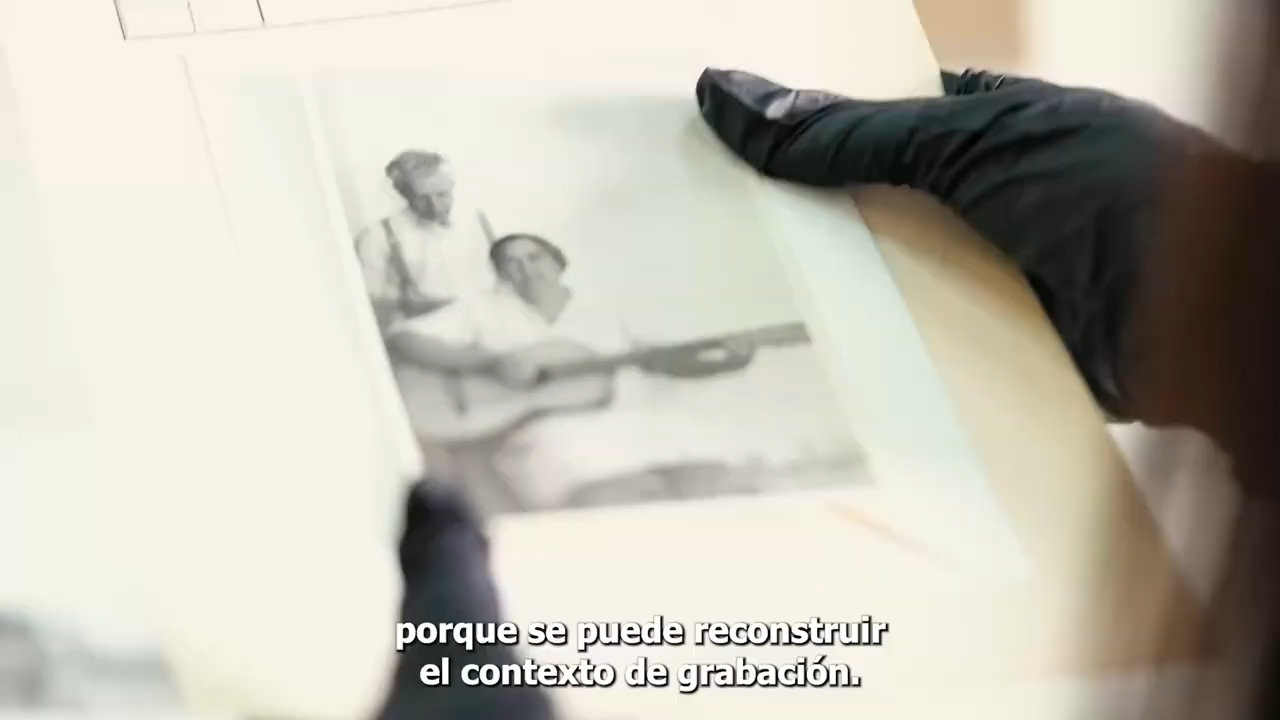 porque se puede reconstruir
el contexto de grabación.